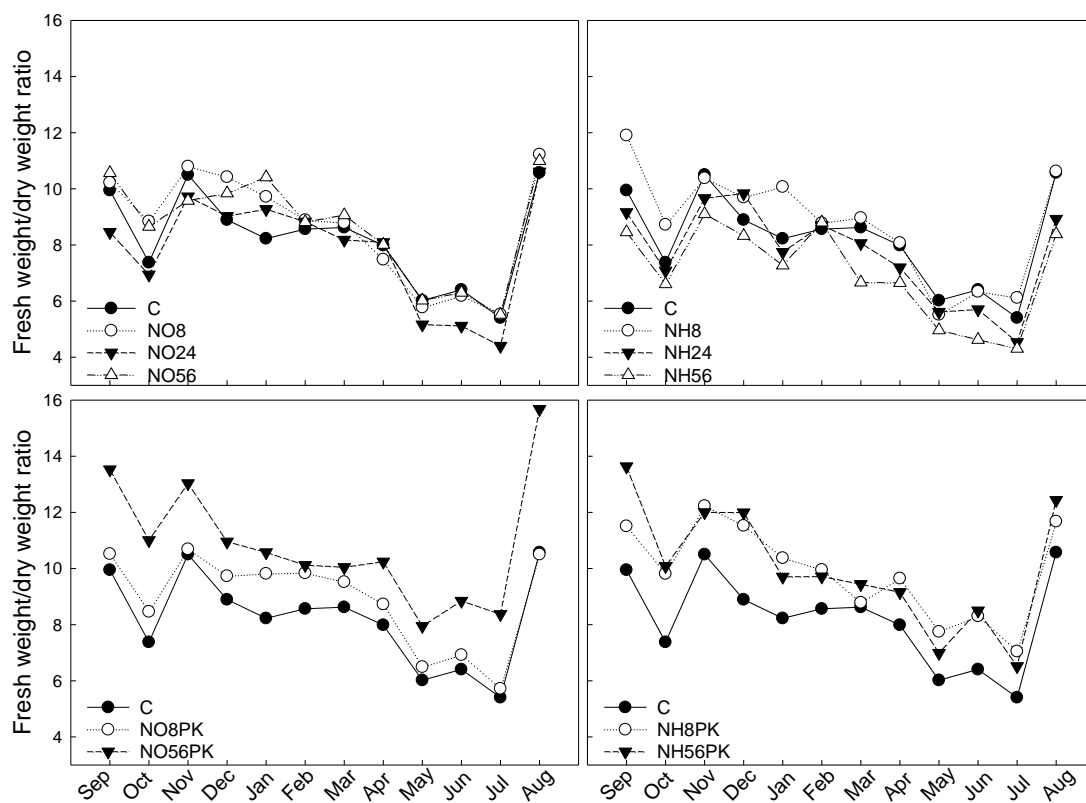 16
14
12
10
8
6
4
Fresh weight/dry weight ratio
C
NO8
NO24
NO56
C
NH8
NH24
NH56
16
14
12
10
8
6
4
Fresh weight/dry weight ratio
C
NO8PK
NO56PK
C
NH8PK
NH56PK
Sep Oct Nov Dec Jan Feb Mar Apr May Jun Jul Aug
Sep Oct Nov Dec Jan Feb Mar Apr May Jun Jul Aug